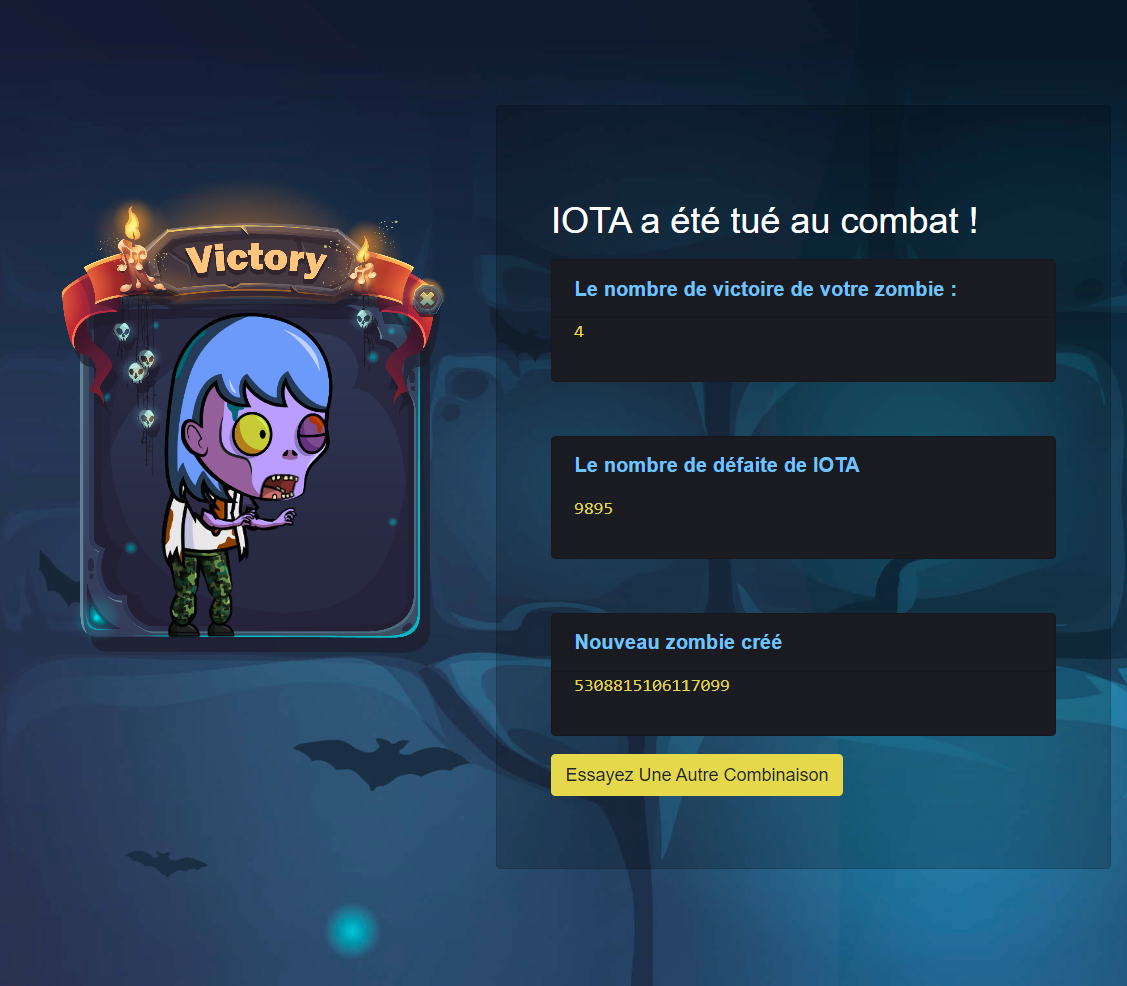 Victory
IOTA a été tué au combat !
Le nombre de victoire de votre zombie :
4
Le nombre de défaite de IOTA
9895
Nouveau zombie créé
5308815106117099
Essayez Une Autre Combinaison